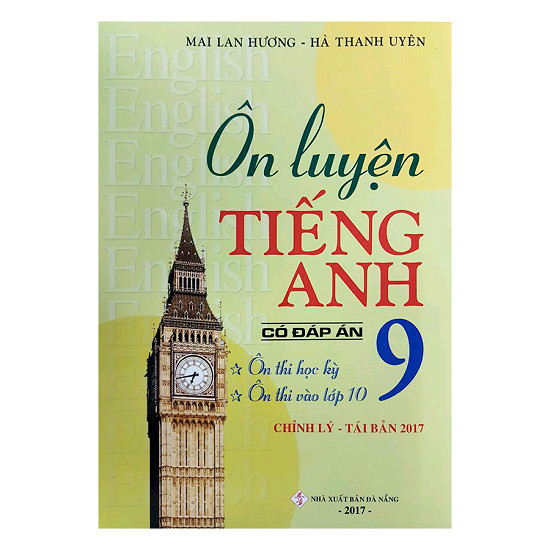 MAI LAN HƯƠNG - HÀ THANH UYÊN
English
English
English
English
English
English
English
Ôn luyện
TIẾNG
ANH
CÓ ĐÁP ÁN
9
☆ Ôn thi học kỳ
☆ Ôn thi vào lớp 10
CHỈNH LÝ - TÁI BẢN 2017
NHÀ XUẤT BẢN ĐÀ NẴNG
- 2017 -